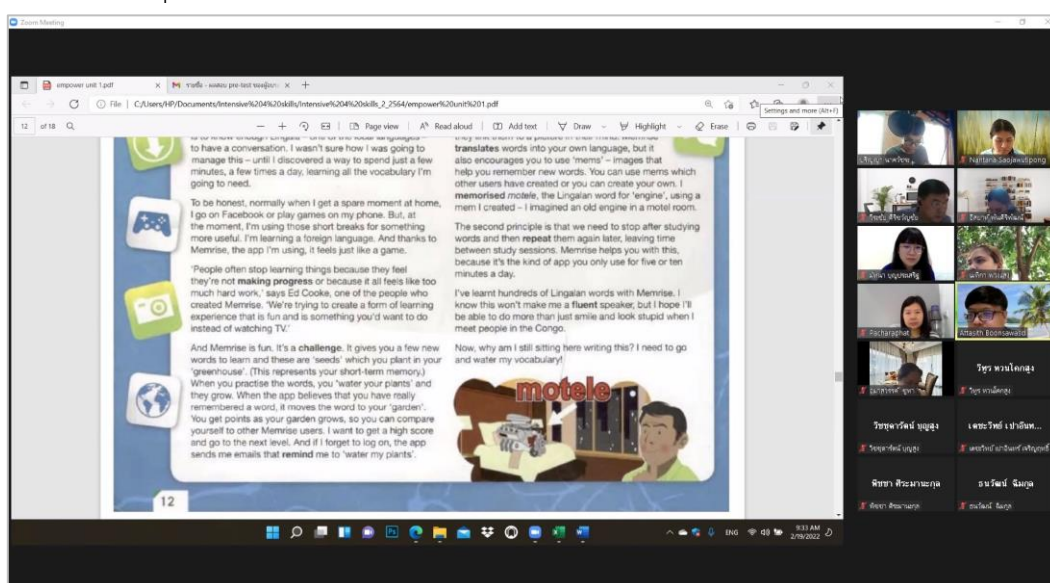 Zoom Meeting
empower unit 1.pdf
C:/Users/HP/Documents/Intensive%204%20skills/Intensive%204%20skills_2_2564/empower%20unit%201.pdf
File
Settings and more (Alt+F)
12 of 18
Page view
Read aloud
Add text
Draw
Highlight
Erase
to have a conversation. I wasn't sure how I was going to
manage this – until I discovered a way to spend just a few
minutes, a few times a day, learning all the vocabulary I'm
going to need.
To be honest, normally when I get a spare moment at home,
I go on Facebook or play games on my phone. But, at
the moment, I'm using those short breaks for something
more useful. I'm learning a foreign language. And thanks to
Memrise, the app I'm using, it feels just like a game.
'People often stop learning things because they feel
they're not making progress or because it all feels like too
much hard work,' says Ed Cooke, one of the people who
created Memrise. 'We're trying to create a form of learning
experience that is fun and is something you'd want to do
instead of watching TV.'
And Memrise is fun. It's a challenge. It gives you a few new
words to learn and these are 'seeds' which you plant in your
'greenhouse'. (This represents your short-term memory.)
When you practise the words, you 'water your plants' and
they grow. When the app believes that you have really
remembered a word, it moves the word to your 'garden'.
You get points as your garden grows, so you can compare
yourself to other Memrise users. I want to get a high score
and go to the next level. And if I forget to log on, the app
sends me emails that remind me to 'water my plants'.
translates words into your own language, but it
also encourages you to use 'mems' – images that
help you remember new words. You can use mems which
other users have created or you can create your own. I
memorised motele, the Lingalan word for 'engine', using a
mem I created – I imagined an old engine in a motel room.
The second principle is that we need to stop after studying
words and then repeat them again later, leaving time
between study sessions. Memrise helps you with this,
because it's the kind of app you only use for five or ten
minutes a day.
I've learnt hundreds of Lingalan words with Memrise. I
know this won't make me a fluent speaker, but I hope I'll
be able to do more than just smile and look stupid when I
meet people in the Congo.
Now, why am I still sitting here writing this? I need to go
and water my vocabulary!
motele
12
ENG
9:33 AM
2/19/2022
Nantana Saojawutipong
Pacharaphat
Attasith Boonsawasd
วิชชุดารัตน์ บุญสูง
พิชชา ศิระมานะกุล
ธนวัฒน์ ฉิมกูล